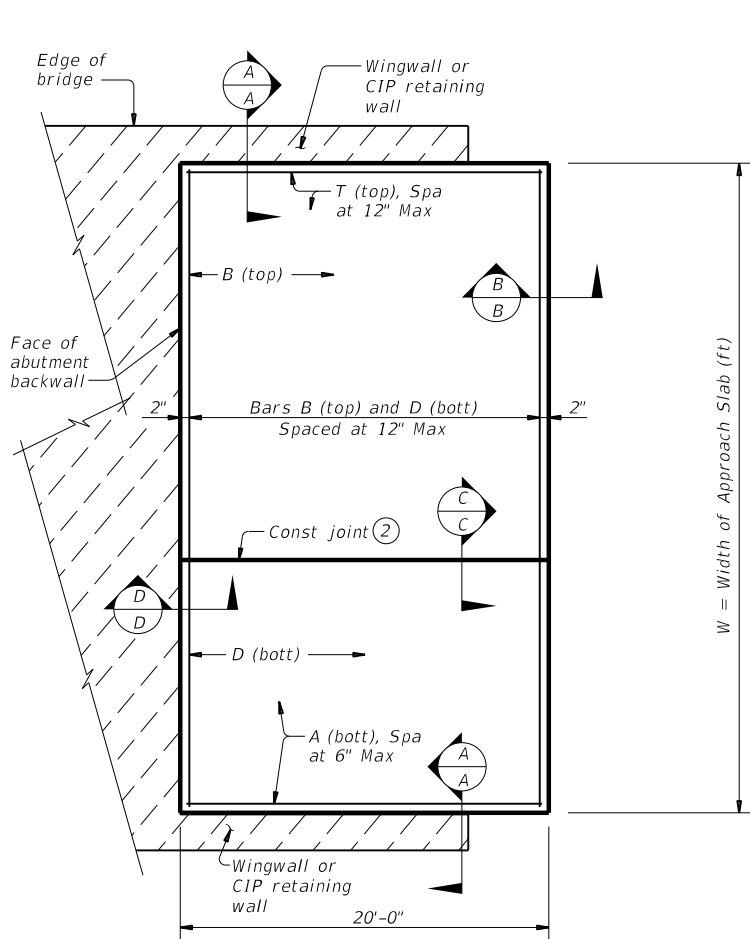 Edge of
bridge
A
A
Wingwall or
CIP retaining
wall
T (top), Spa
at 12" Max
B (top)
B
B
Face of
abutment
backwall
2"
Bars B (top) and D (bott)
Spaced at 12" Max
2"
W = Width of Approach Slab (ft)
C
C
Const joint 2
D
D
D (bott)
A (bott), Spa
at 6" Max
A
A
Wingwall or
CIP retaining
wall
20'-0"